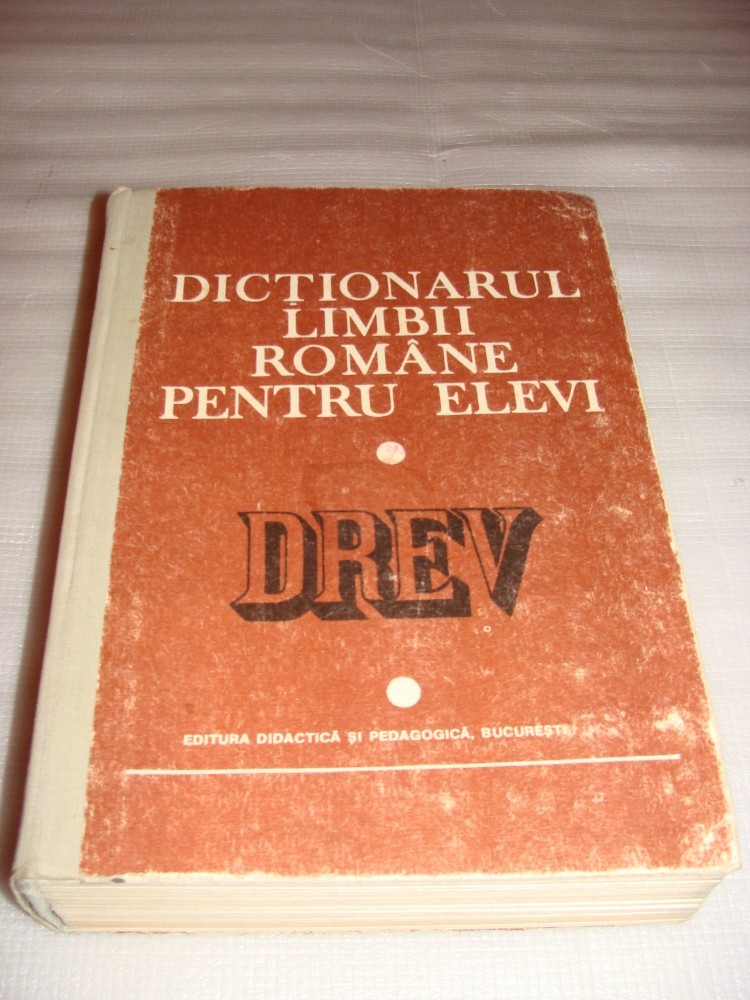 DICȚIONARUL
LIMBII
ROMÂNE
PENTRU ELEVI
DREV
EDITURA DIDACTICĂ ȘI PEDAGOGICĂ, BUCUREȘTI